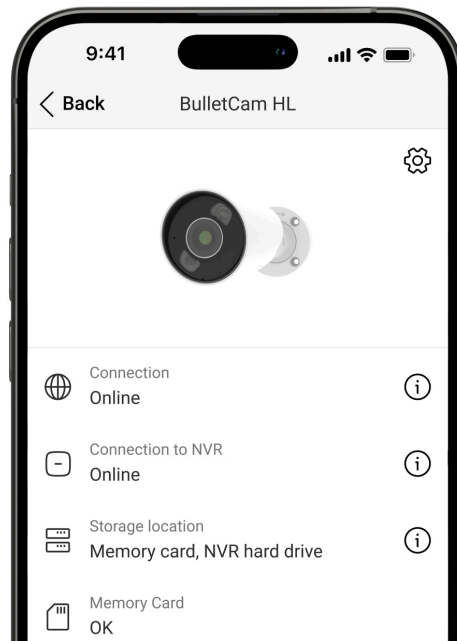 9:41
Back
BulletCam HL
Connection
Online
Connection to NVR
Online
Storage location
Memory card, NVR hard drive
Memory Card
OK